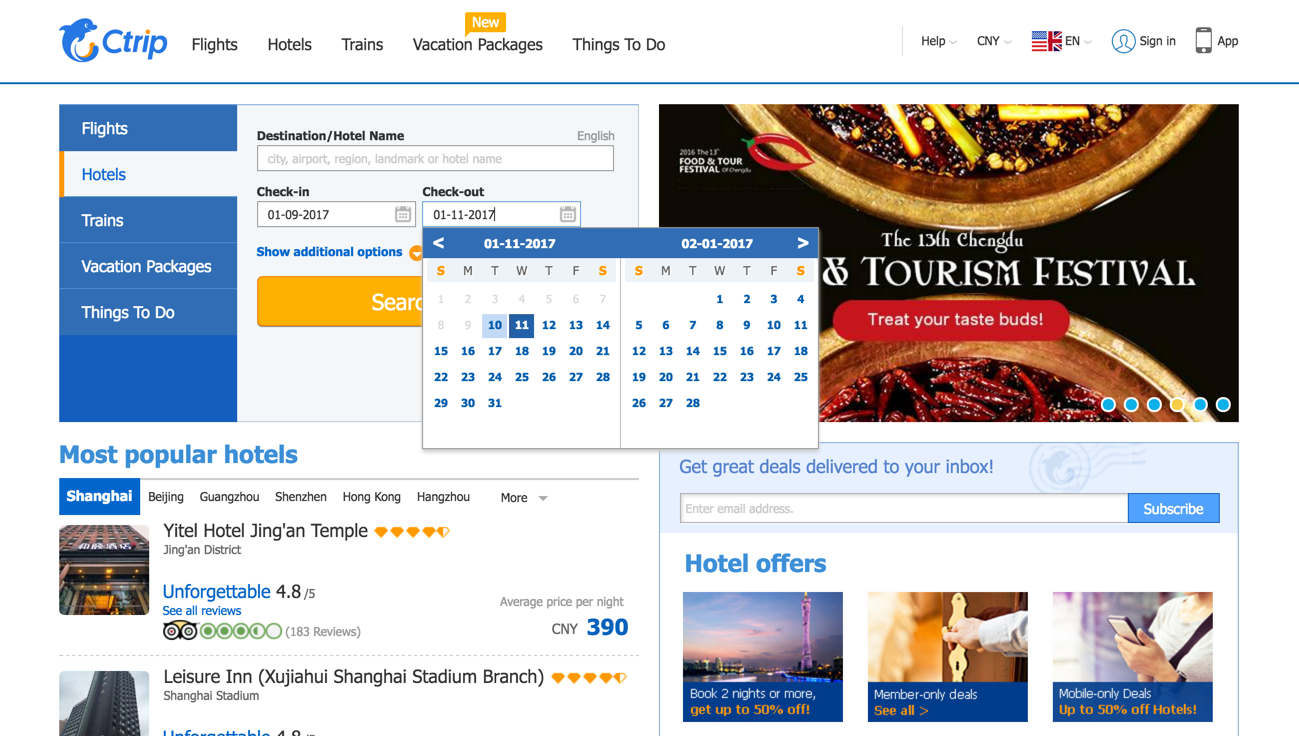 New
Ctrip
Flights
Hotels
Trains
Vacation Packages
Things To Do
Help
CNY
EN
Sign in
App
Flights
Hotels
Trains
Vacation Packages
Things To Do
Destination/Hotel Name
English
city, airport, region, landmark or hotel name
Check-in
Check-out
01-09-2017
01-11-2017
Show additional options
Searc
< 01-11-2017
S M T W T F S
1 2 3 4 5 6 7
8 9 10 11 12 13 14
15 16 17 18 19 20 21
22 23 24 25 26 27 28
29 30 31
02-01-2017 >
S M T W T F S
1 2 3 4
5 6 7 8 9 10 11
12 13 14 15 16 17 18
19 20 21 22 23 24 25
26 27 28
2016 The 13th
FOOD & TOUR
FESTIVAL Of Chengdu
The 13th Chengdu
& TOURISM FESTIVAL
Treat your taste buds!
Most popular hotels
Shanghai
Beijing
Guangzhou
Shenzhen
Hong Kong
Hangzhou
More
Yitel Hotel Jing'an Temple
Jing'an District
Unforgettable 4.8 /5
See all reviews
(183 Reviews)
Average price per night
CNY 390
Leisure Inn (Xujiahui Shanghai Stadium Branch)
Shanghai Stadium
Unforgettable 4.8 /5
Get great deals delivered to your inbox!
Enter email address.
Subscribe
Hotel offers
Book 2 nights or more,
get up to 50% off!
Member-only deals
See all >
Mobile-only Deals
Up to 50% off Hotels!